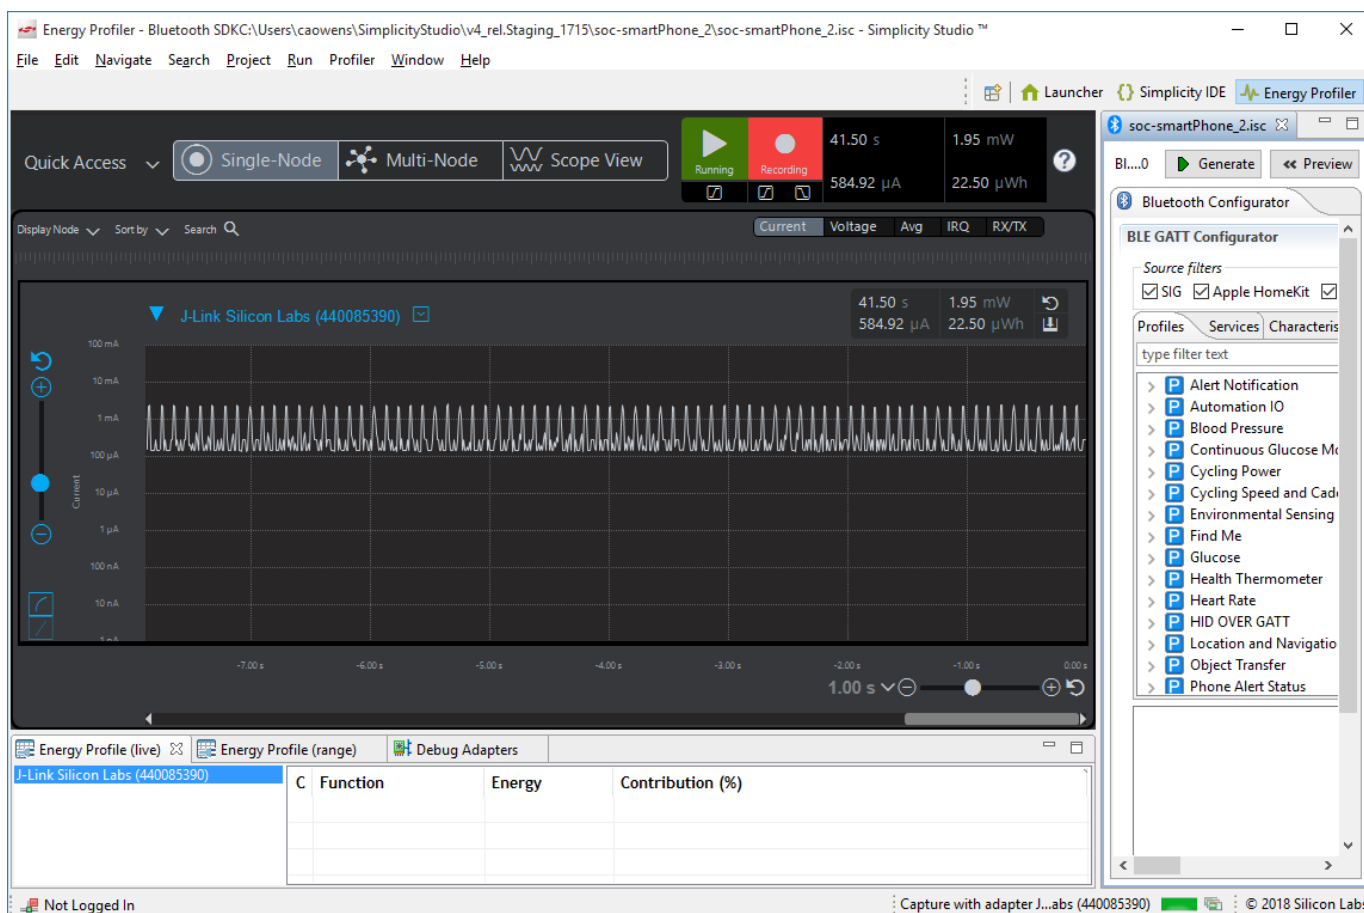 Energy Profiler - Bluetooth SDKC:\Users\caowens\SimplicityStudio\v4_rel.Staging_1715\soc-smartPhone_2\soc-smartPhone_2.isc - Simplicity Studio ™
File Edit Navigate Search Project Run Profiler Window Help
Launcher {} Simplicity IDE Energy Profiler
Quick Access Single-Node Multi-Node Scope View
Running Recording
41.50 s 1.95 mW
584.92 µA 22.50 µWh
?
Display Node Sort by Search
Current Voltage Avg IRQ RX/TX
J-Link Silicon Labs (440085390)
41.50 s 1.95 mW
584.92 µA 22.50 µWh
100 mA
10 mA
1 mA
100 µA
10 µA
1 µA
100 nA
10 nA
1 nA
Current
-7.00 s -6.00 s -5.00 s -4.00 s -3.00 s -2.00 s -1.00 s 0.00 s
1.00 s
Energy Profile (live) Energy Profile (range) Debug Adapters
J-Link Silicon Labs (440085390)
C Function Energy Contribution (%)
soc-smartPhone_2.isc
BI....0 Generate Preview
Bluetooth Configurator
BLE GATT Configurator
Source filters
SIG Apple HomeKit
Profiles Services Characteris
type filter text
P Alert Notification
P Automation IO
P Blood Pressure
P Continuous Glucose Mo
P Cycling Power
P Cycling Speed and Cad
P Environmental Sensing
P Find Me
P Glucose
P Health Thermometer
P Heart Rate
P HID OVER GATT
P Location and Navigatio
P Object Transfer
P Phone Alert Status
Not Logged In
Capture with adapter J...abs (440085390) © 2018 Silicon Labs